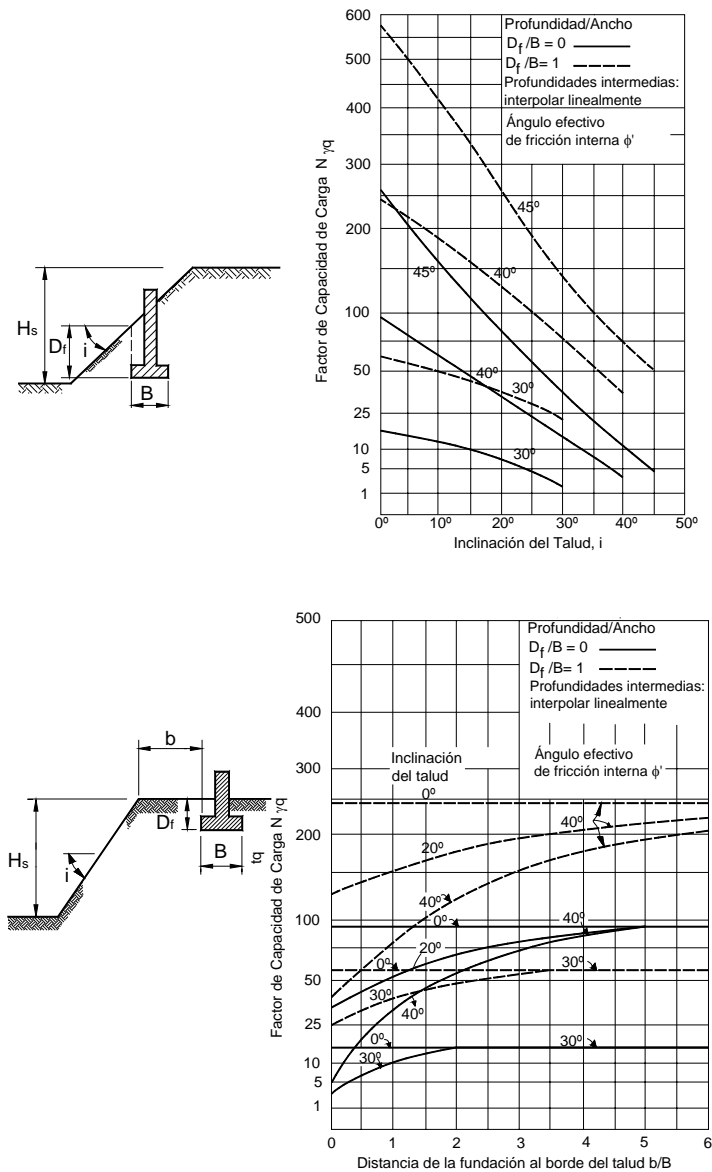 600
500
400
300
200
100
50
25
10
5
1
Factor de Capacidad de Carga N γq
Profundidad/Ancho
Df /B = 0
Df /B= 1
Profundidades intermedias:
interpolar linealmente
Ángulo efectivo
de fricción interna ϕ'
45º
45º
40º
40º
30º
30º
0º 10º 20º 30º 40º 50º
Inclinación del Talud, i
Hs
Df
i
B
500
400
300
200
100
50
25
10
5
1
Factor de Capacidad de Carga N γq
Profundidad/Ancho
Df /B = 0
Df /B= 1
Profundidades intermedias:
interpolar linealmente
Inclinación
del talud
Ángulo efectivo
de fricción interna ϕ'
0º
40º
20º
40º
0º
40º
0º
20º
30º
30º
40º
0º
30º
30º
0 1 2 3 4 5 6
Distancia de la fundación al borde del talud b/B
b
Hs
Df
B
i
tq